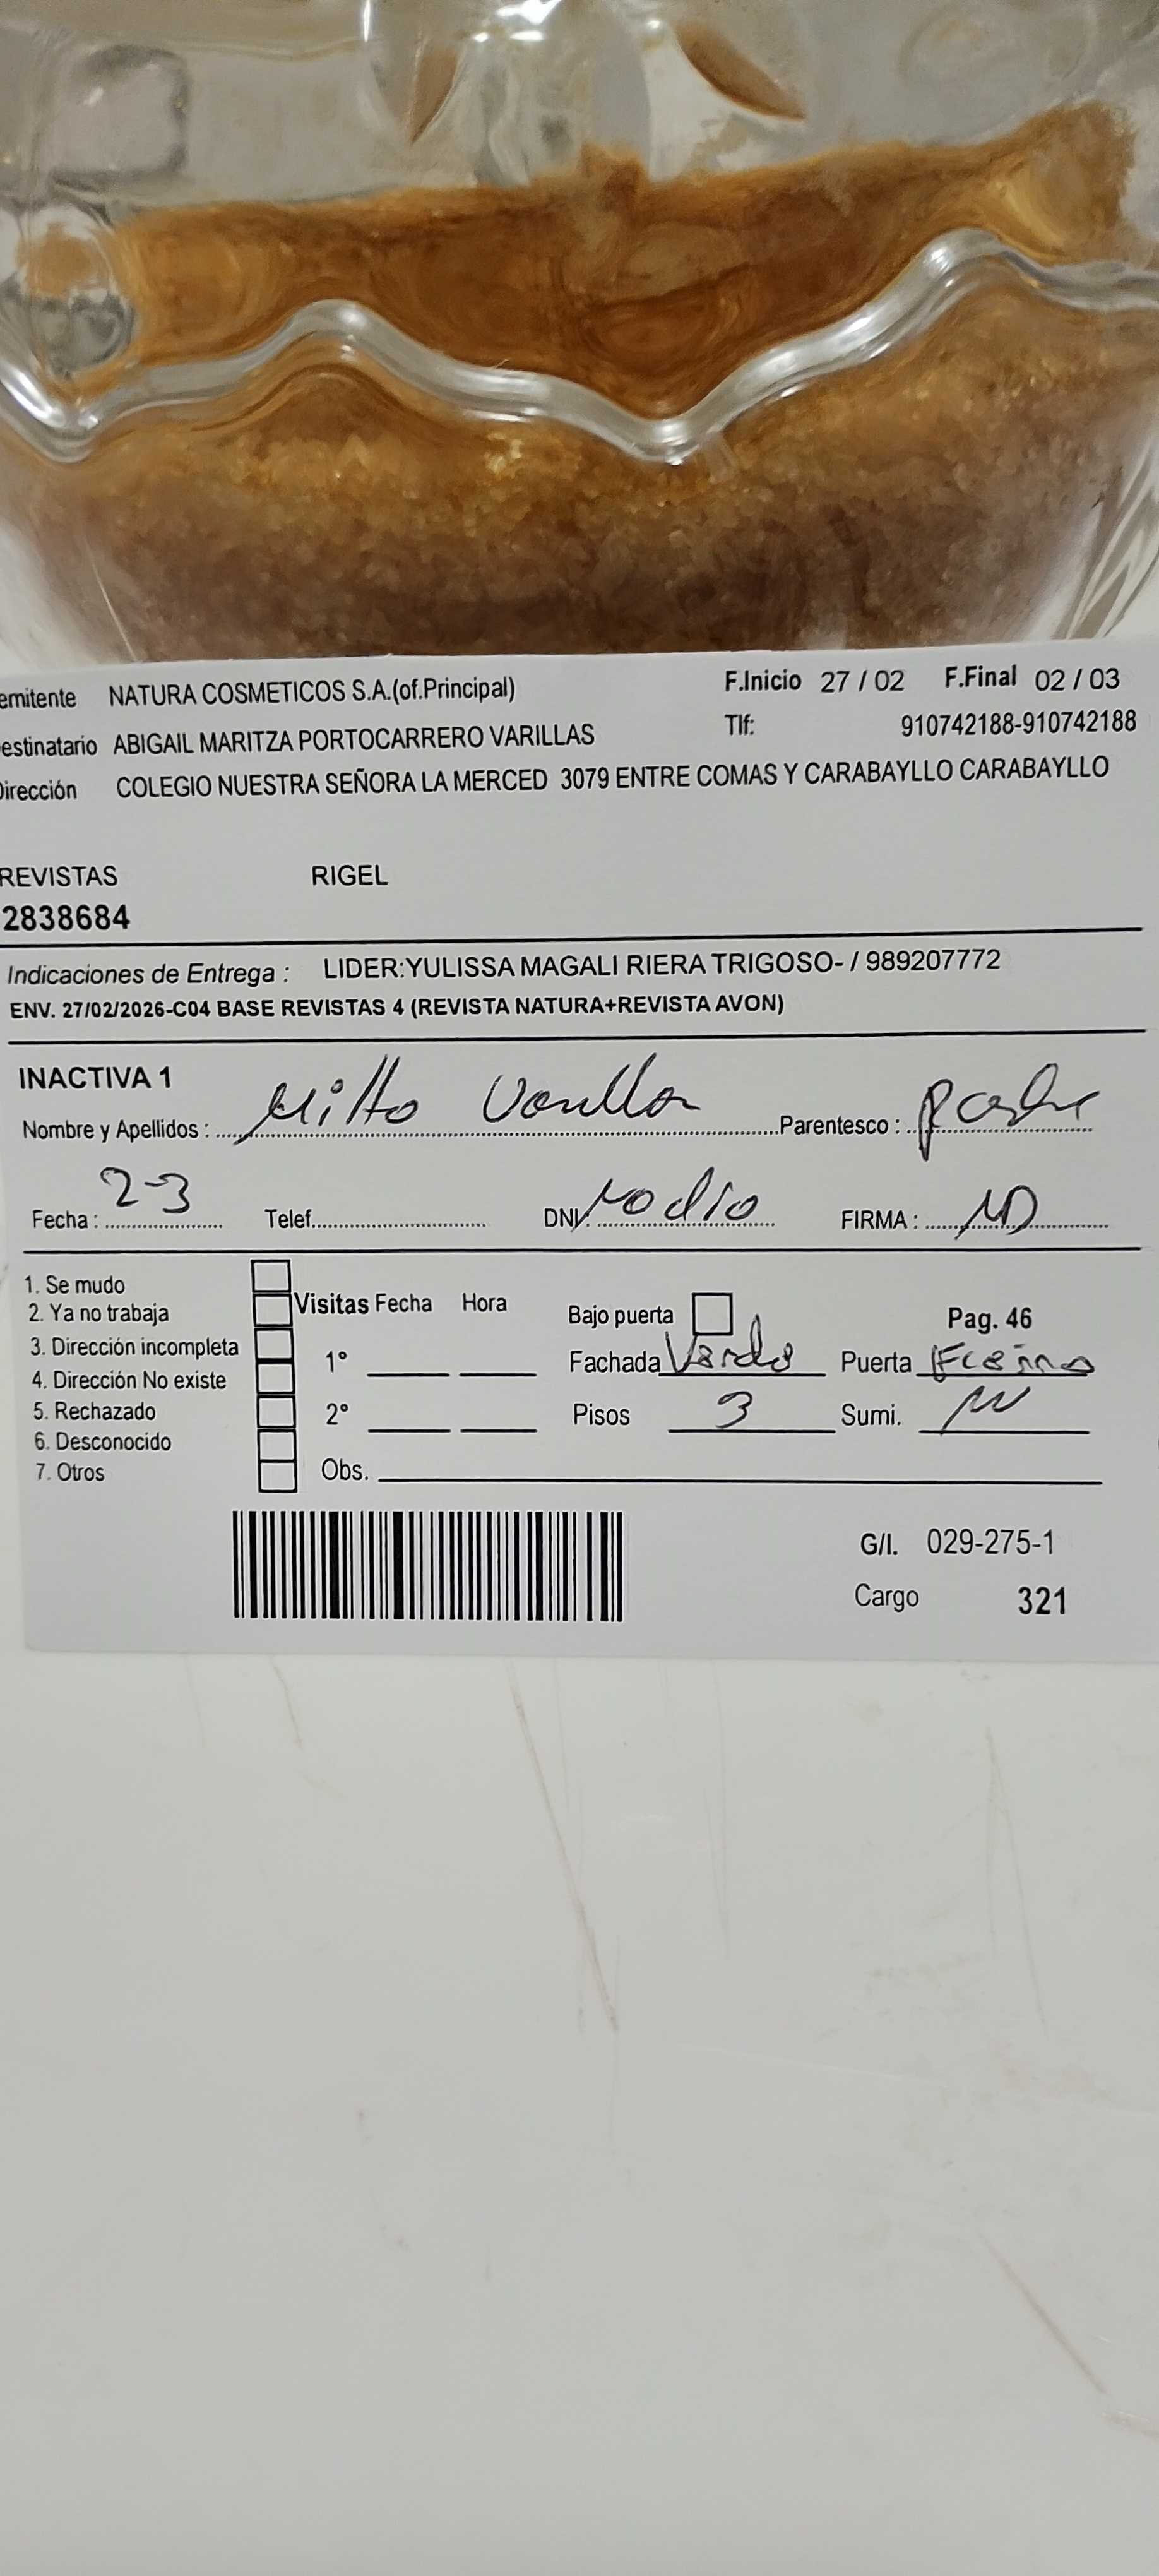 emitente NATURA COSMETICOS S.A.(of.Principal) F.Inicio 27 / 02 F.Final 02 / 03
estinatario ABIGAIL MARITZA PORTOCARRERO VARILLAS Tlf: 910742188-910742188
Dirección COLEGIO NUESTRA SEÑORA LA MERCED 3079 ENTRE COMAS Y CARABAYLLO CARABAYLLO
REVISTAS RIGEL
2838684
Indicaciones de Entrega : LIDER:YULISSA MAGALI RIERA TRIGOSO- / 989207772
ENV. 27/02/2026-C04 BASE REVISTAS 4 (REVISTA NATURA+REVISTA AVON)
INACTIVA 1
Nombre y Apellidos : Parentesco :
Fecha : 2-3 Telef. DNI/. No dio FIRMA :
1. Se mudo
2. Ya no trabaja Visitas Fecha Hora Bajo puerta Pag. 46
3. Dirección incompleta 1° Fachada Verde Puerta
4. Dirección No existe
5. Rechazado 2° Pisos 3 Sumi.
6. Desconocido
7. Otros Obs.
G/I. 029-275-1
Cargo 321